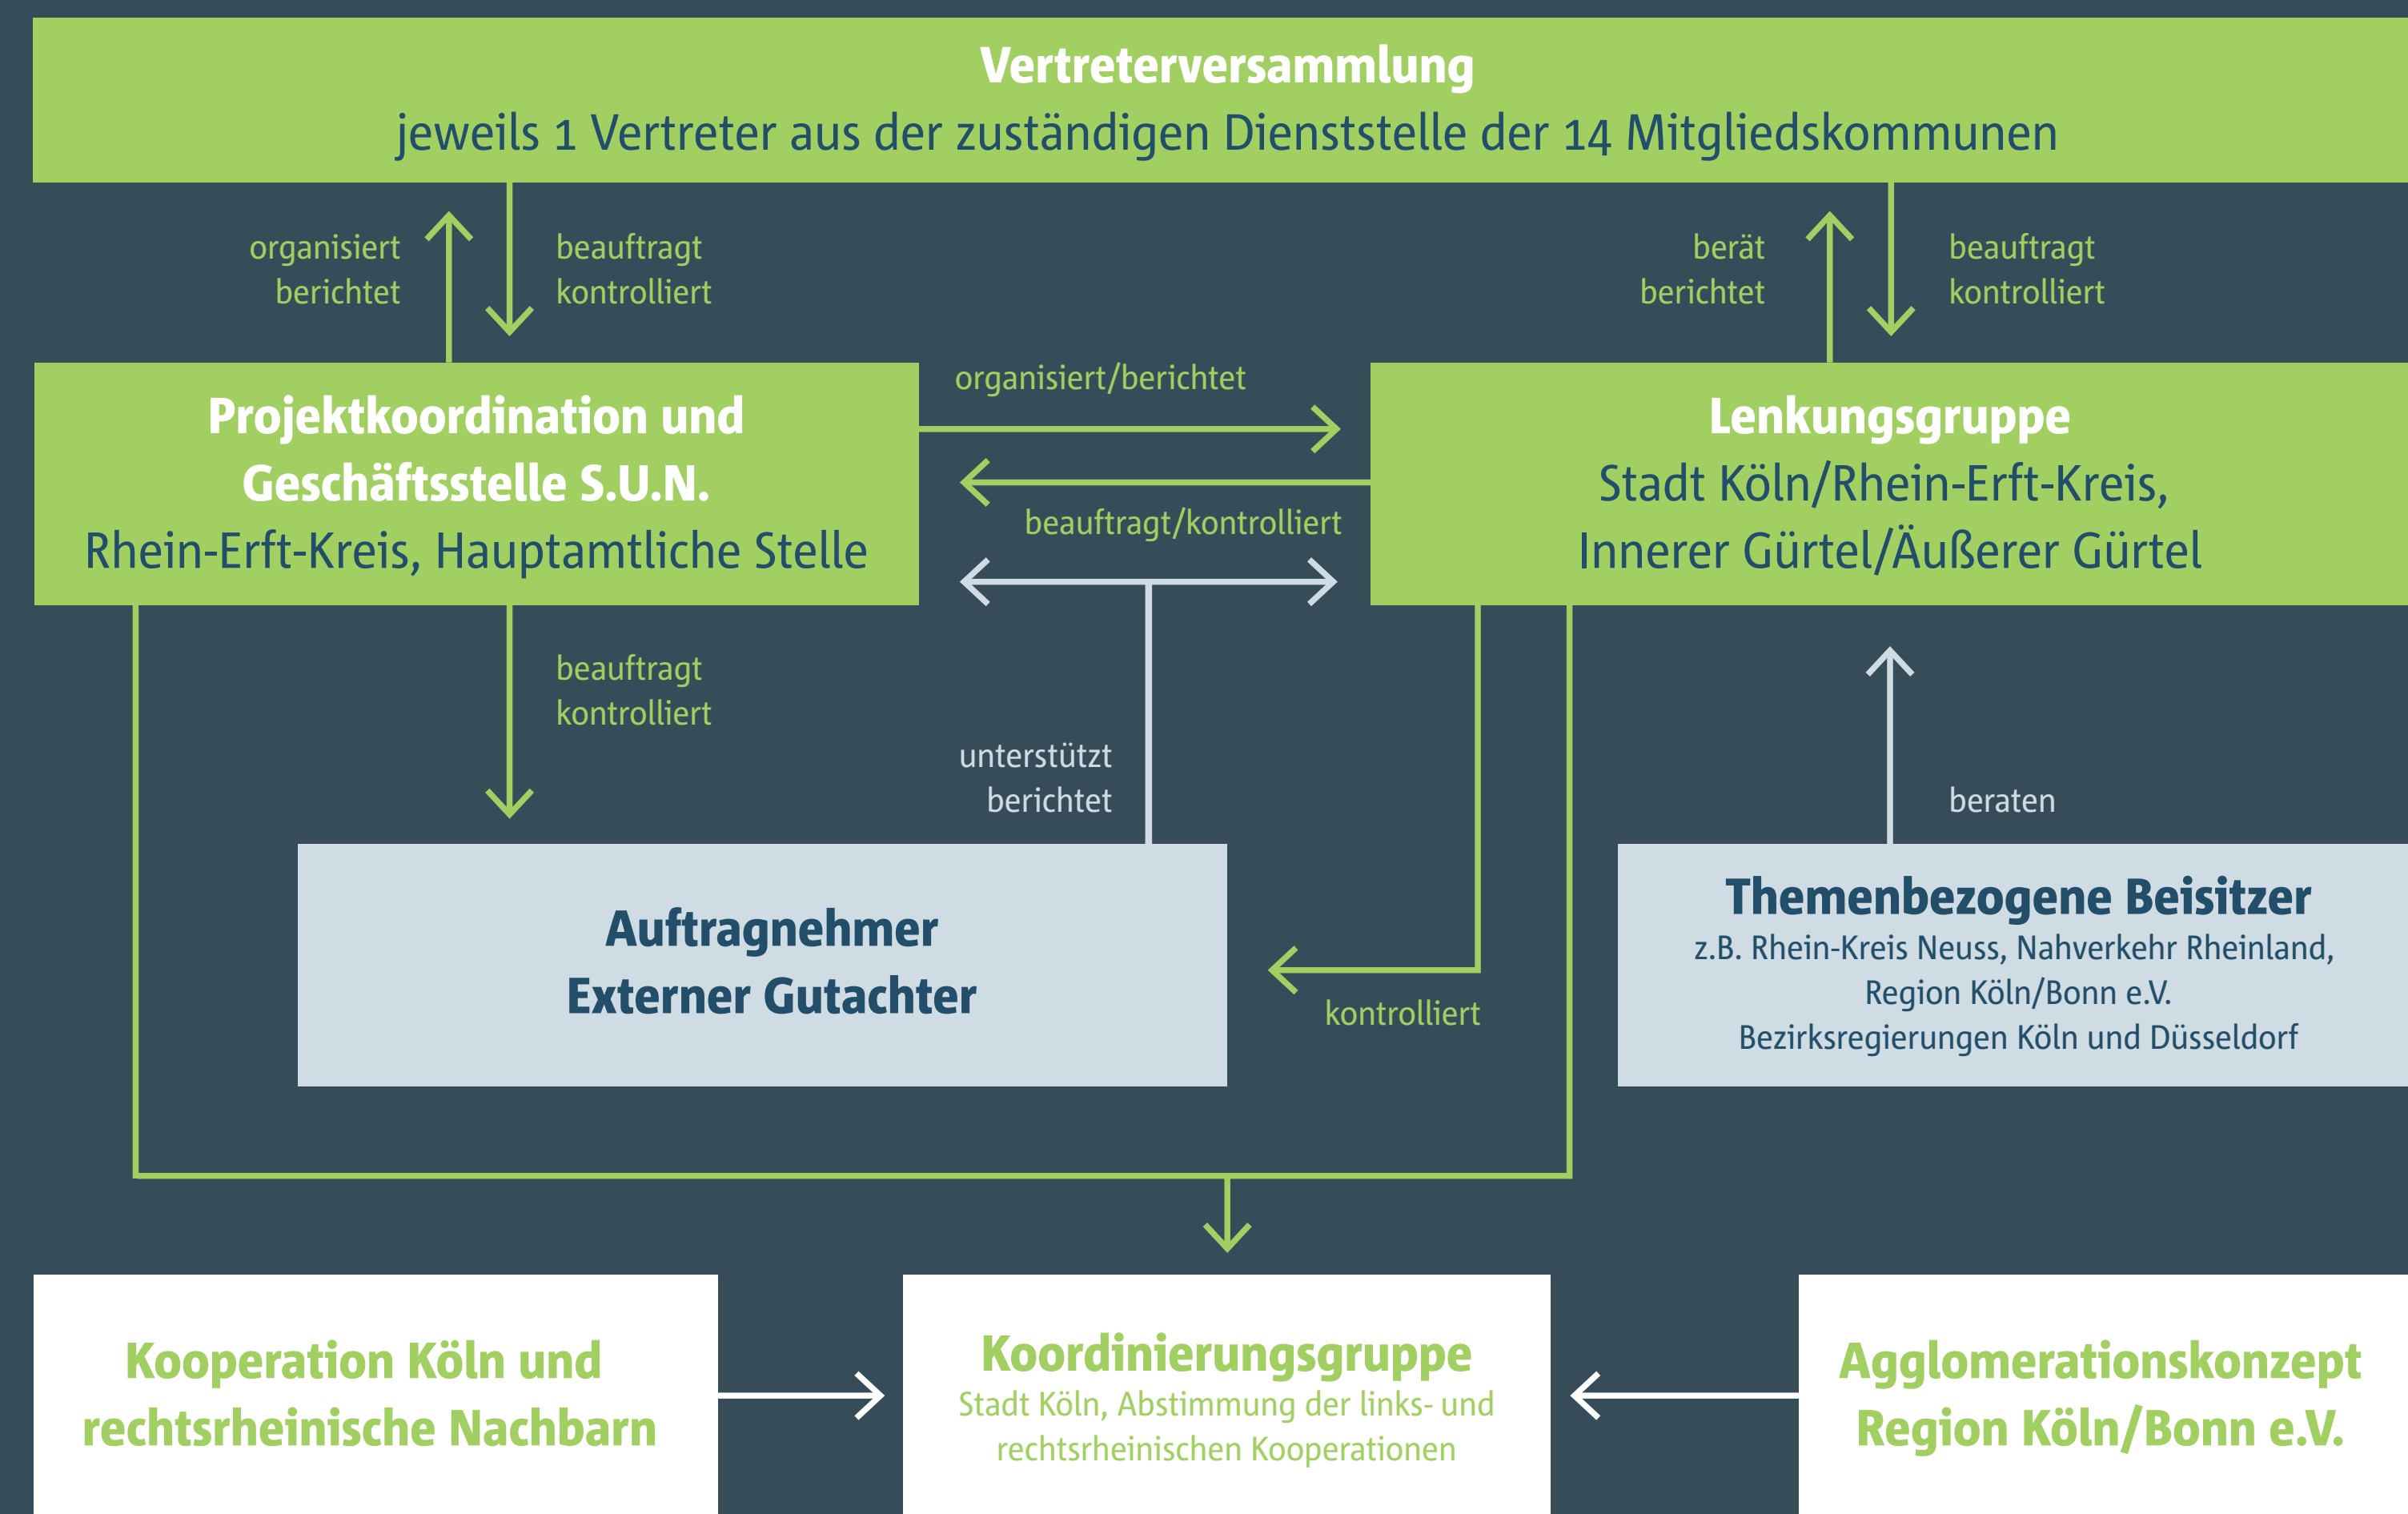 Vertreterversammlung
jeweils 1 Vertreter aus der zuständigen Dienststelle der 14 Mitgliedskommunen
organisiert
berichtet
beauftragt
kontrolliert
berät
berichtet
beauftragt
kontrolliert
Projektkoordination und
Geschäftsstelle S.U.N.
Rhein-Erft-Kreis, Hauptamtliche Stelle
organisiert/berichtet
beauftragt/kontrolliert
Lenkungsgruppe
Stadt Köln/Rhein-Erft-Kreis,
Innerer Gürtel/Äußerer Gürtel
beauftragt
kontrolliert
unterstützt
berichtet
beraten
Auftragnehmer
Externer Gutachter
kontrolliert
Themenbezogene Beisitzer
z.B. Rhein-Kreis Neuss, Nahverkehr Rheinland,
Region Köln/Bonn e.V.
Bezirksregierungen Köln und Düsseldorf
Kooperation Köln und
rechtsrheinische Nachbarn
Koordinierungsgruppe
Stadt Köln, Abstimmung der links- und
rechtsrheinischen Kooperationen
Agglomerationskonzept
Region Köln/Bonn e.V.